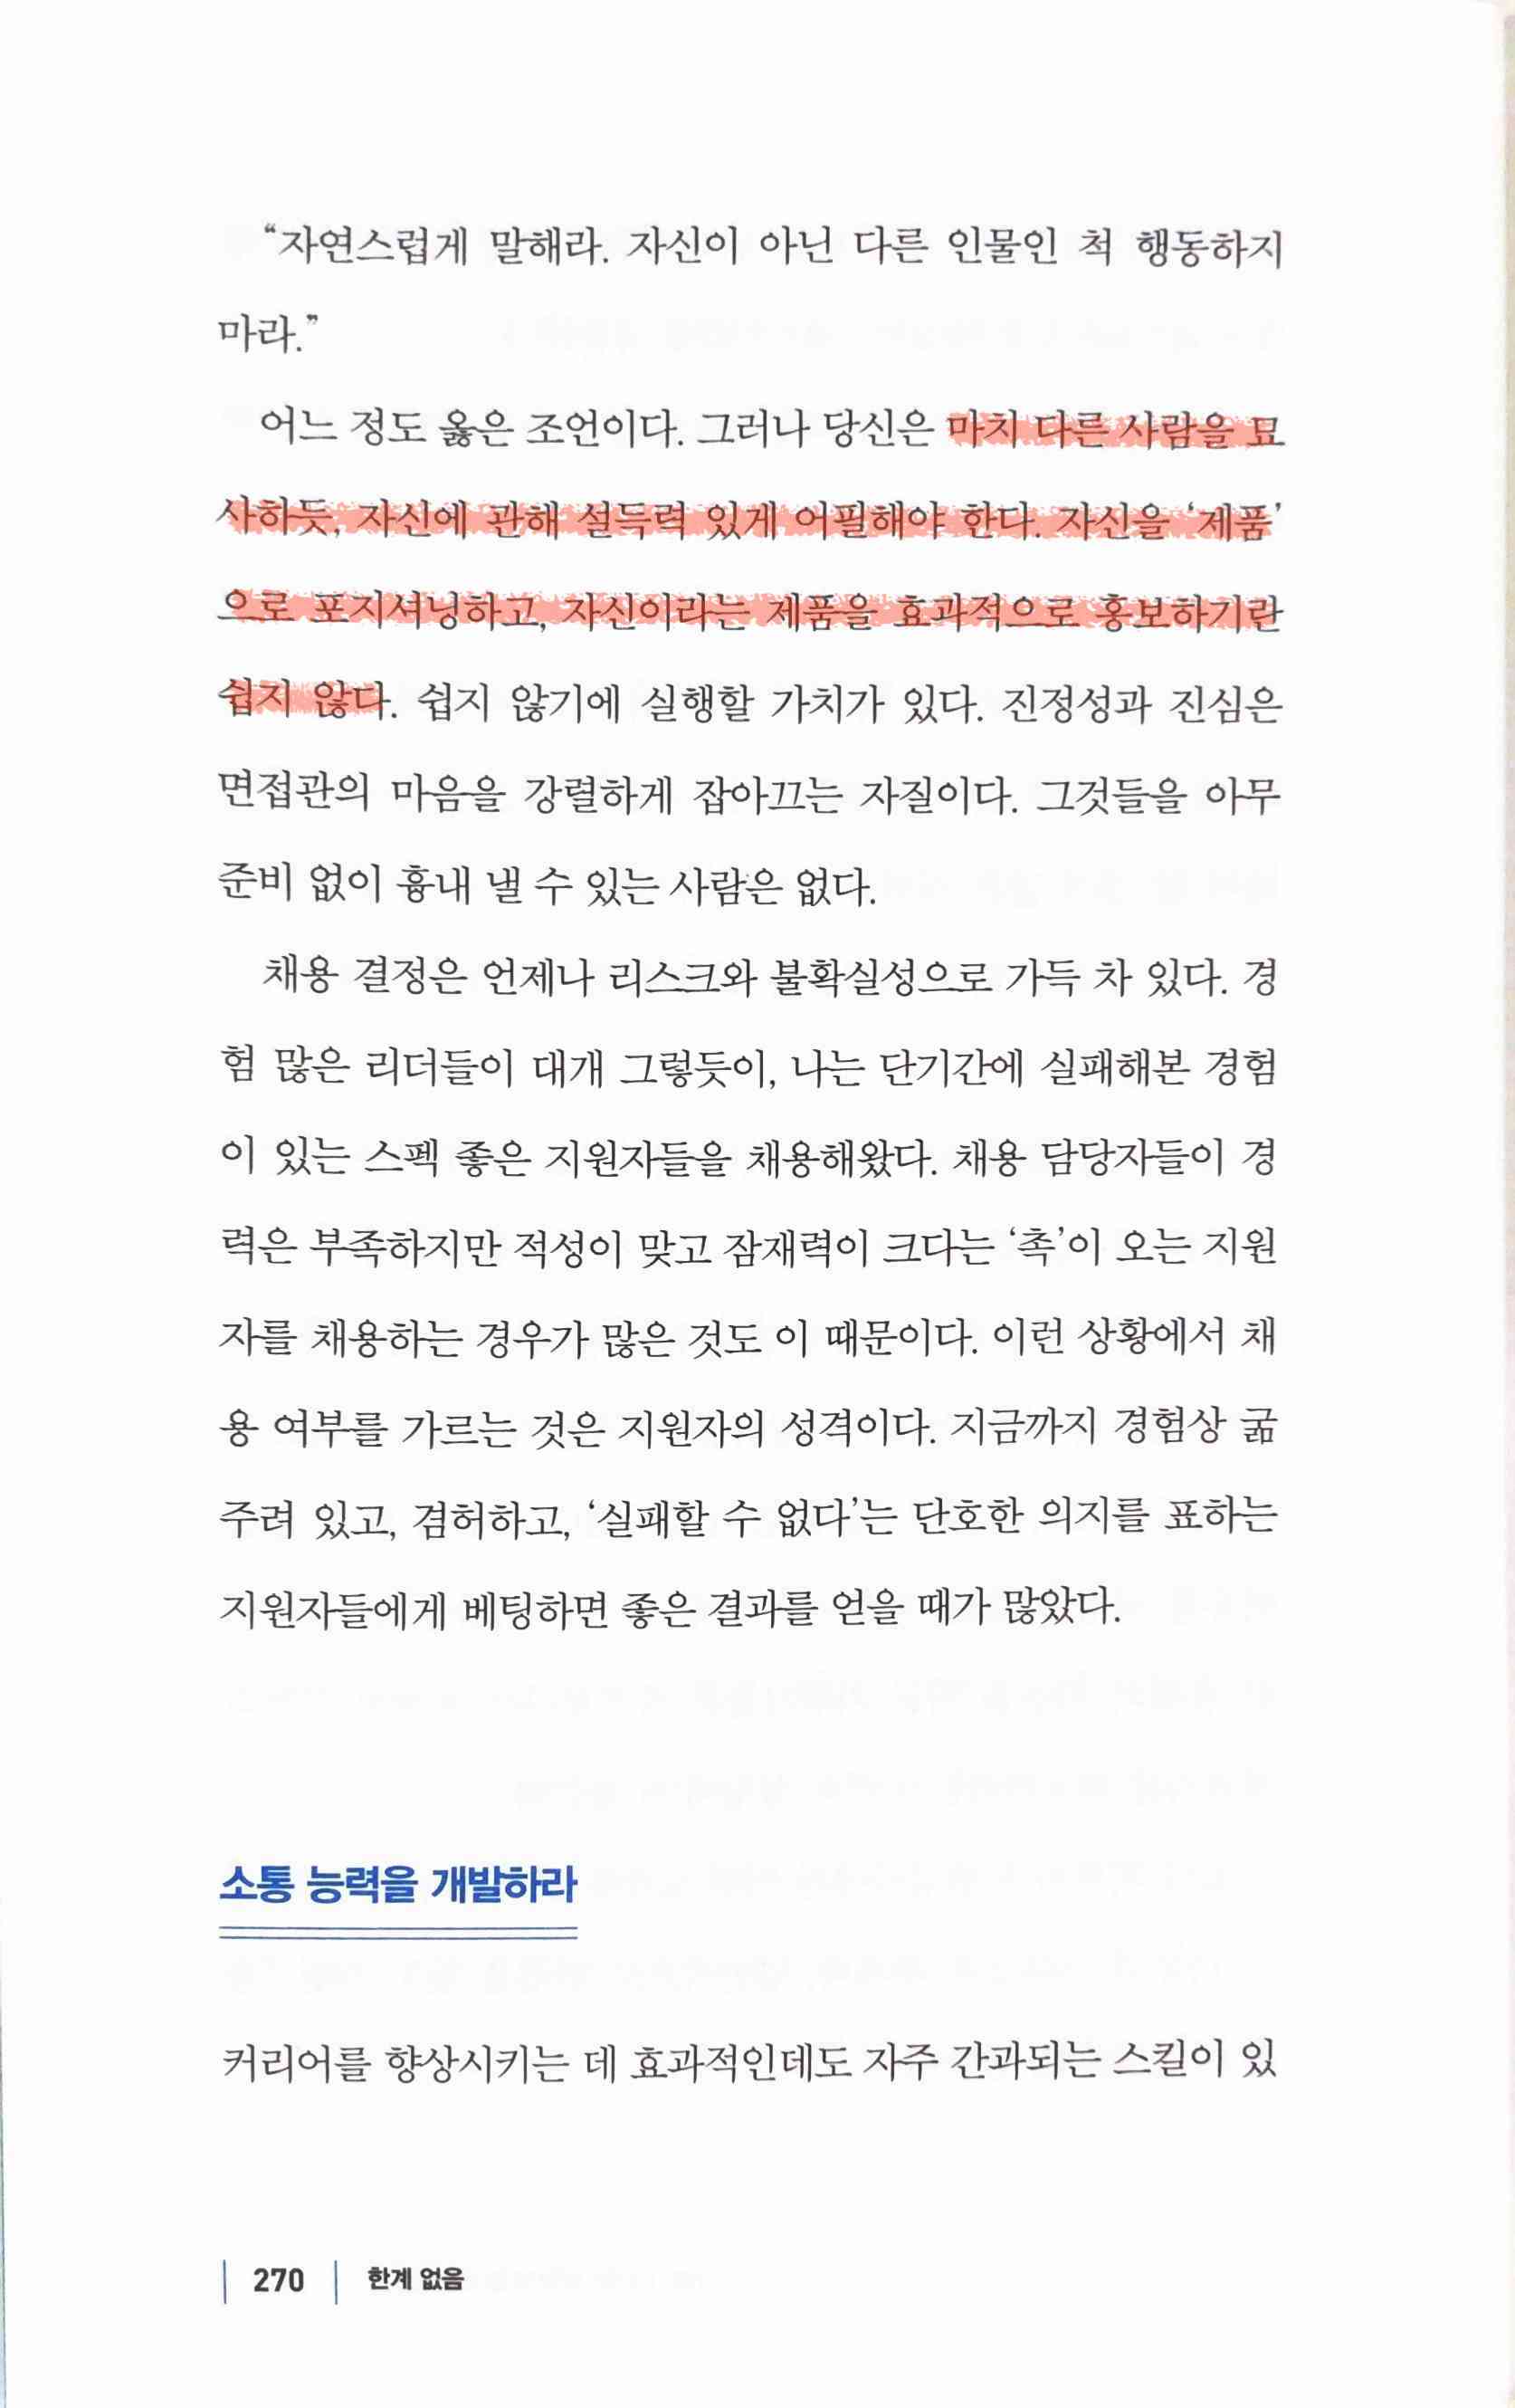 “자연스럽게 말해라. 자신이 아닌 다른 인물인 척 행동하지
마라.”
어느 정도 옳은 조언이다. 그러나 당신은 마치 다른 사람을 묘
사하듯, 자신에 관해 설득력 있게 어필해야 한다. 자신을 ‘제품’
으로 포지셔닝하고, 자신이라는 제품을 효과적으로 홍보하기란
쉽지 않다. 쉽지 않기에 실행할 가치가 있다. 진정성과 진심은
면접관의 마음을 강렬하게 잡아끄는 자질이다. 그것들을 아무
준비 없이 흉내 낼 수 있는 사람은 없다.
채용 결정은 언제나 리스크와 불확실성으로 가득 차 있다. 경
험 많은 리더들이 대개 그렇듯이, 나는 단기간에 실패해본 경험
이 있는 스펙 좋은 지원자들을 채용해왔다. 채용 담당자들이 경
력은 부족하지만 적성이 맞고 잠재력이 크다는 ‘촉’이 오는 지원
자를 채용하는 경우가 많은 것도 이 때문이다. 이런 상황에서 채
용 여부를 가르는 것은 지원자의 성격이다. 지금까지 경험상 굶
주려 있고, 겸허하고, ‘실패할 수 없다’는 단호한 의지를 표하는
지원자들에게 베팅하면 좋은 결과를 얻을 때가 많았다.
소통 능력을 개발하라
커리어를 향상시키는 데 효과적인데도 자주 간과되는 스킬이 있
270 한계 없음